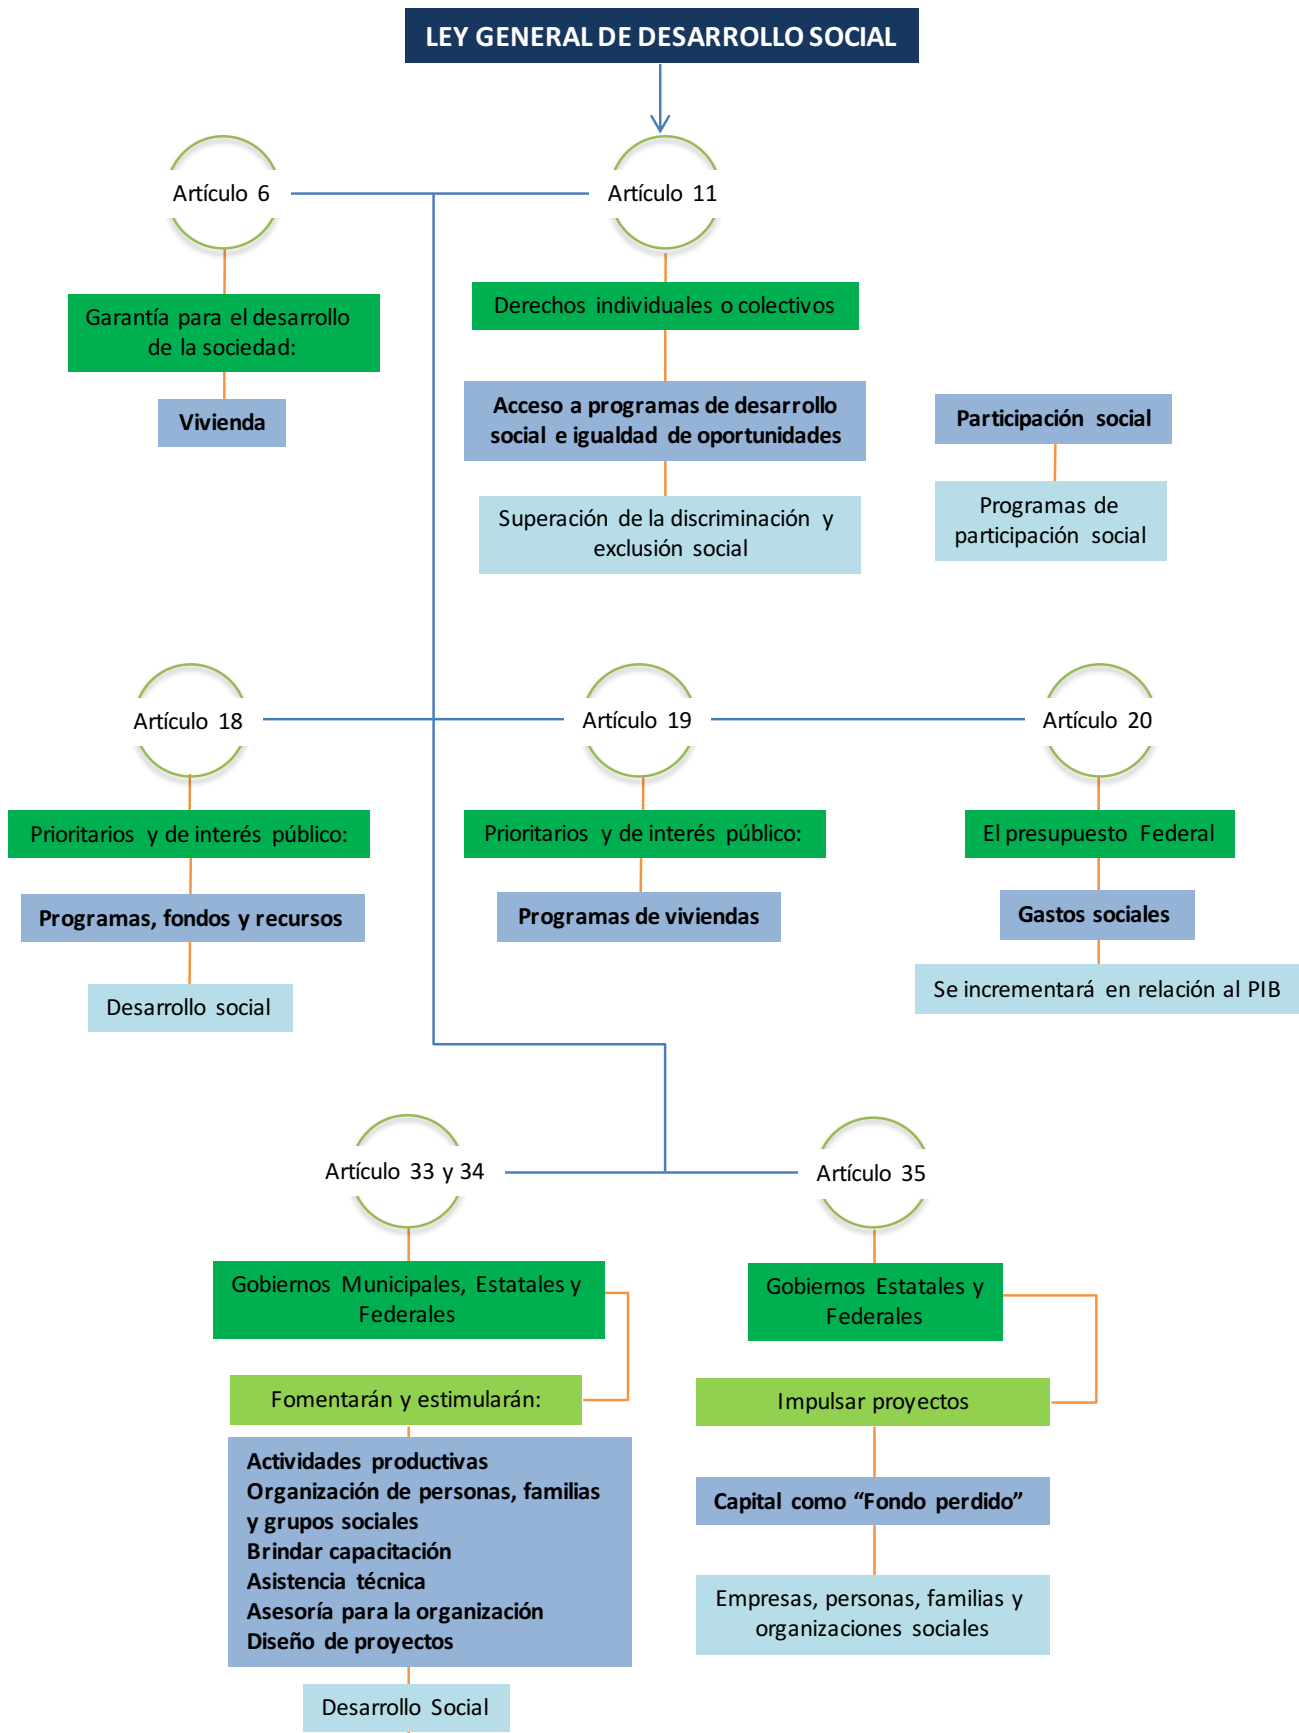 LEY GENERAL DE DESARROLLO SOCIAL
Artículo 6
Artículo 11
Garantía para el desarrollo
de la sociedad:
Vivienda
Derechos individuales o colectivos
Acceso a programas de desarrollo
social e igualdad de oportunidades
Superación de la discriminación y
exclusión social
Participación social
Programas de
participación social
Artículo 18
Artículo 19
Artículo 20
Prioritarios y de interés público:
Programas, fondos y recursos
Desarrollo social
Prioritarios y de interés público:
Programas de viviendas
El presupuesto Federal
Gastos sociales
Se incrementará en relación al PIB
Artículo 33 y 34
Artículo 35
Gobiernos Municipales, Estatales y
Federales
Fomentarán y estimularán:
Actividades productivas
Organización de personas, familias
y grupos sociales
Brindar capacitación
Asistencia técnica
Asesoría para la organización
Diseño de proyectos
Desarrollo Social
Gobiernos Estatales y
Federales
Impulsar proyectos
Capital como “Fondo perdido”
Empresas, personas, familias y
organizaciones sociales